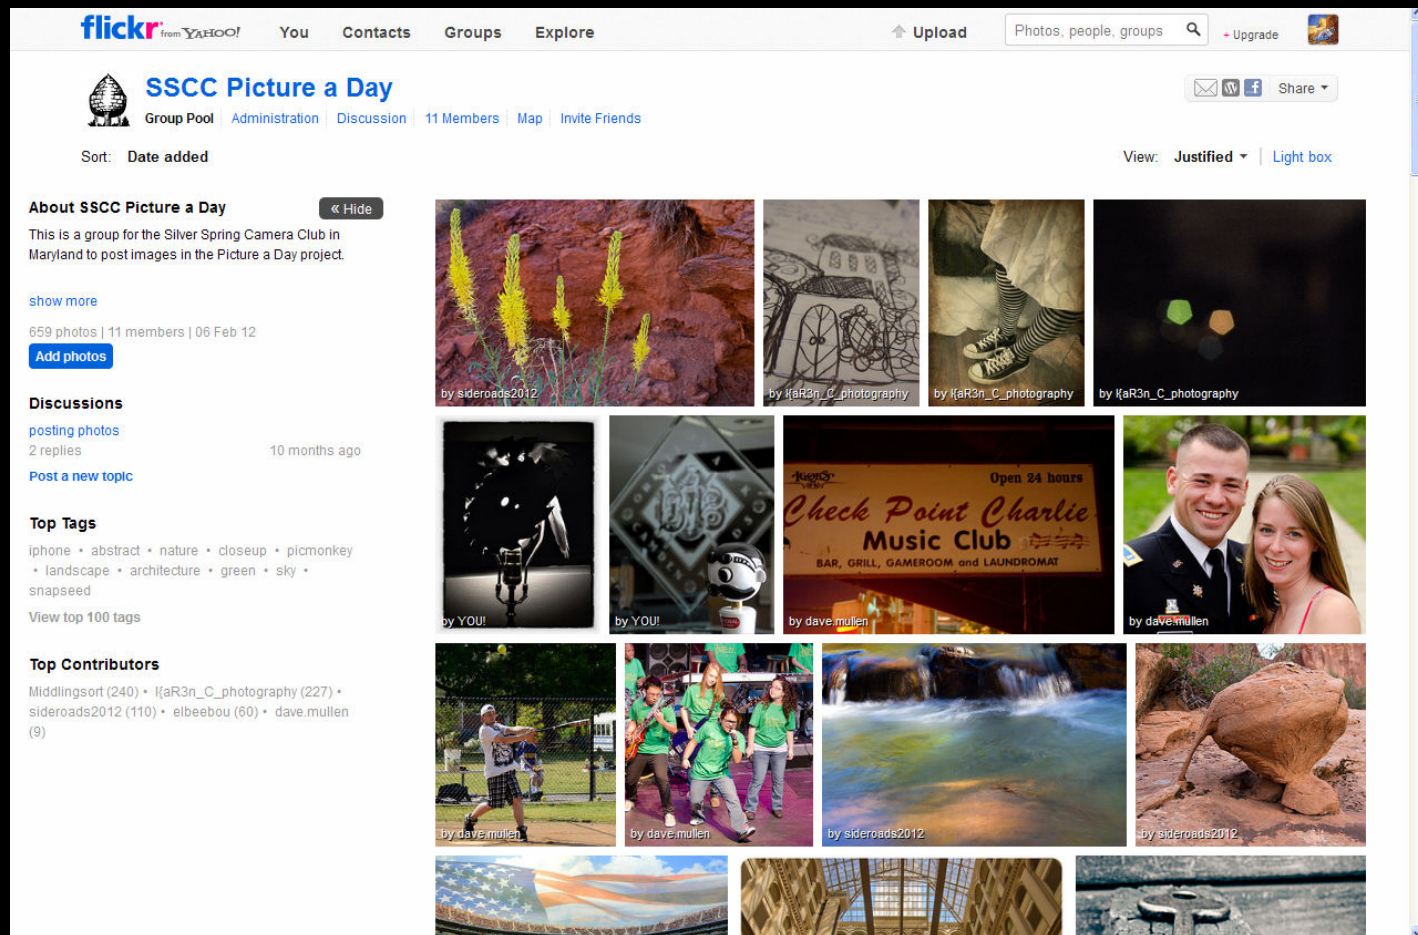 flickr from YAHOO!
You Contacts Groups Explore
Upload
Photos, people, groups
+ Upgrade
SSCC Picture a Day
Group Pool Administration Discussion 11 Members Map Invite Friends
Share
Sort: Date added
View: Justified Light box
About SSCC Picture a Day
« Hide
This is a group for the Silver Spring Camera Club in
Maryland to post images in the Picture a Day project.
show more
659 photos | 11 members | 06 Feb 12
Add photos
Discussions
posting photos
2 replies 10 months ago
Post a new topic
Top Tags
iphone • abstract • nature • closeup • picmonkey
• landscape • architecture • green • sky •
snapseed
View top 100 tags
Top Contributors
Middlingsort (240) • I{aR3n_C_photography (227) •
sideroads2012 (110) • elbeebou (60) • dave.mullen
(9)
by sideroads2012
by I{aR3n_C_photography
by I{aR3n_C_photography
by I{aR3n_C_photography
by YOU!
by YOU!
Open 24 hours
Check Point Charlie
Music Club
BAR, GRILL, GAMEROOM and LAUNDROMAT
by dave.mullen
by dave.mullen
by dave.mullen
by dave.mullen
by sideroads2012
by sideroads2012